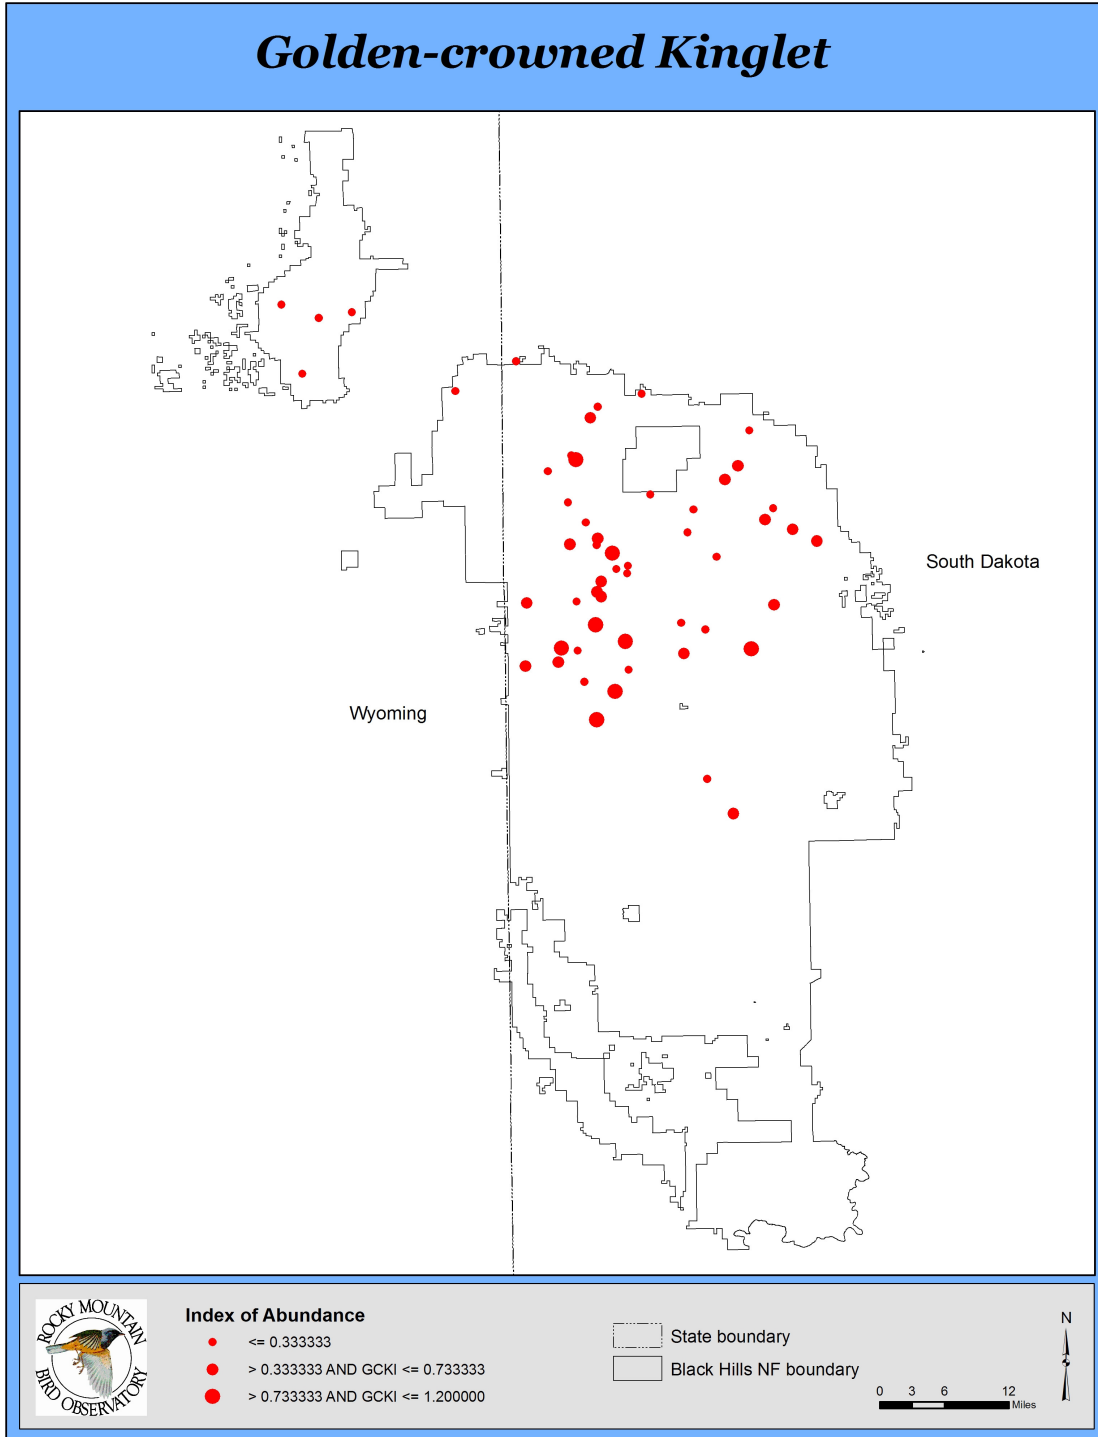 Golden-crowned Kinglet
South Dakota
Wyoming
ROCKY MOUNTAIN
BIRD OBSERVATORY
Index of Abundance
<= 0.333333
> 0.333333 AND GCKI <= 0.733333
> 0.733333 AND GCKI <= 1.200000
State boundary
Black Hills NF boundary
N
0 3 6 12
Miles